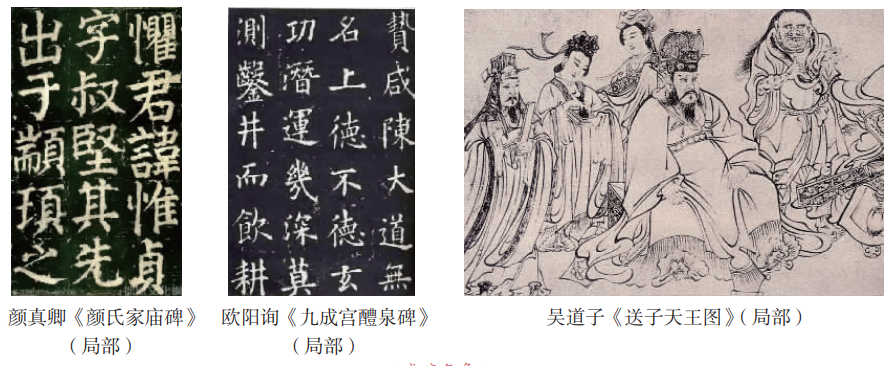 懼君諱惟貞
字叔堅其先
出于顓頊之
贊咸陳大道無
名上德不德玄
功潛運幾深莫
測鑿井而飲耕
颜真卿《颜氏家庙碑》
（局部）
欧阳询《九成宫醴泉碑》
（局部）
吴道子《送子天王图》（局部）